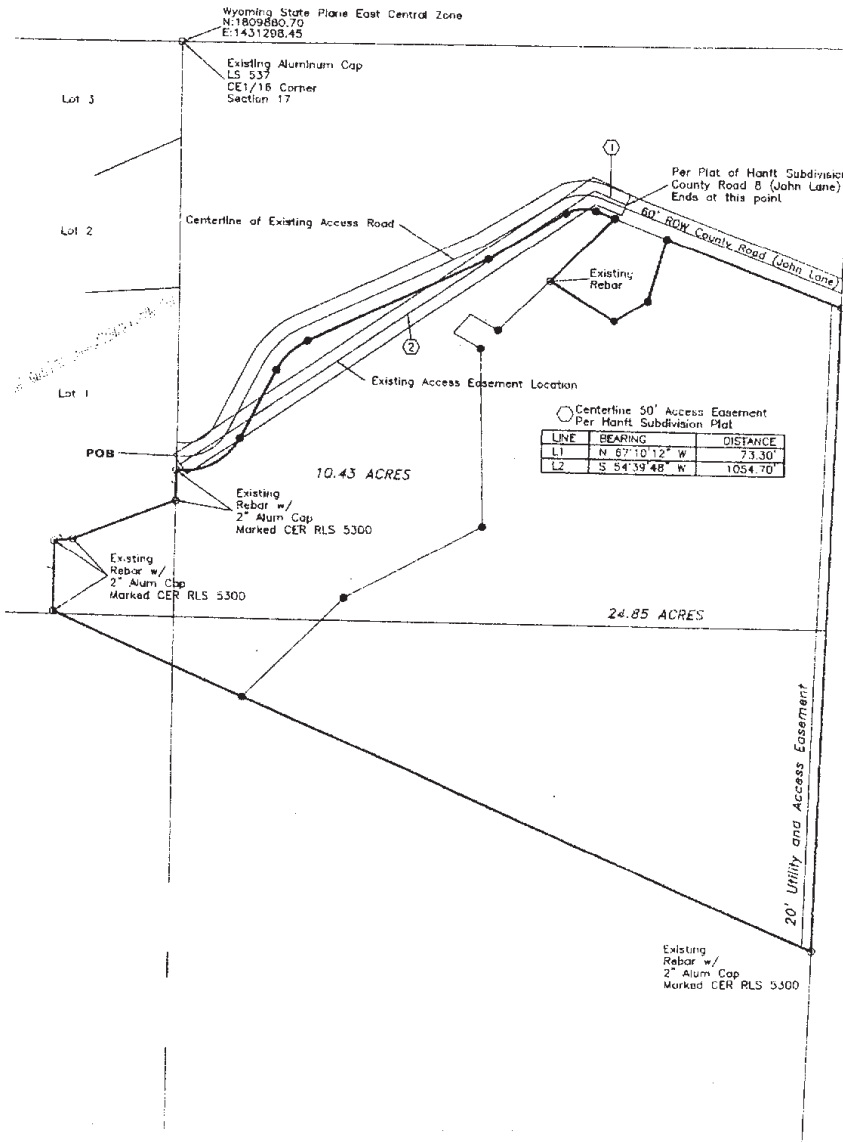 Wyoming State Plane East Central Zone
N:1809880.70
E:1431298.45
Existing Aluminum Cap
LS 537
CE1/16 Corner
Section 17
Lot 3
1
Per Plat of Hanft Subdivision
County Road 8 (John Lane)
Ends at this point
Lot 2
Centerline of Existing Access Road
60' ROW County Road (John Lane)
Existing
Rebar
2
Lot 1
Existing Access Easement Location
Centerline 50' Access Easement
Per Hanft Subdivision Plat
LINE BEARING DISTANCE
L1 N 67°10'12" W 73.30'
L2 S 54°39'48" W 1054.70'
POB
10.43 ACRES
Existing
Rebar w/
2" Alum Cap
Marked CER RLS 5300
Existing
Rebar w/
2" Alum Cap
Marked CER RLS 5300
24.85 ACRES
20' Utility and Access Easement
Existing
Rebar w/
2" Alum Cap
Marked CER RLS 5300